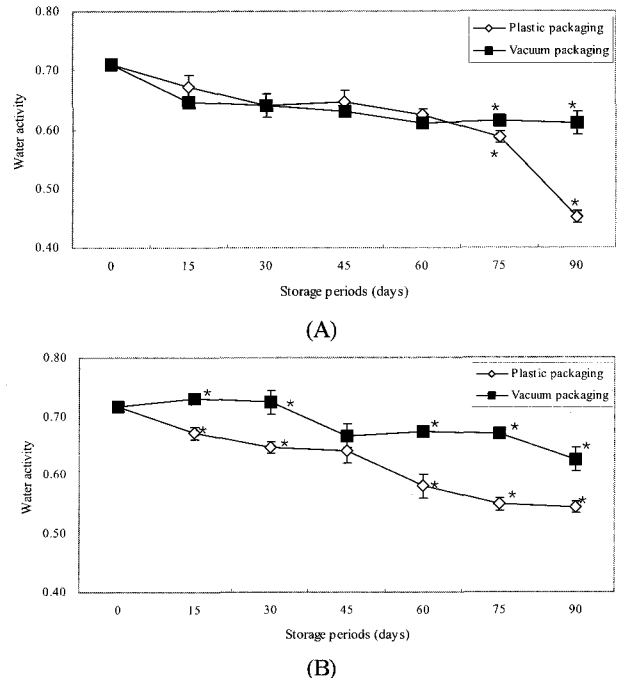 0.80
Plastic packaging
Vacuum packaging
0.70
Water activity
0.60
* *
*
*
0.50
0.40
0 15 30 45 60 75 90
Storage periods (days)
(A)
0.80
Plastic packaging
Vacuum packaging
* *
0.70
* * * * *
Water activity
*
0.60
* * *
0.50
0.40
0 15 30 45 60 75 90
Storage periods (days)
(B)